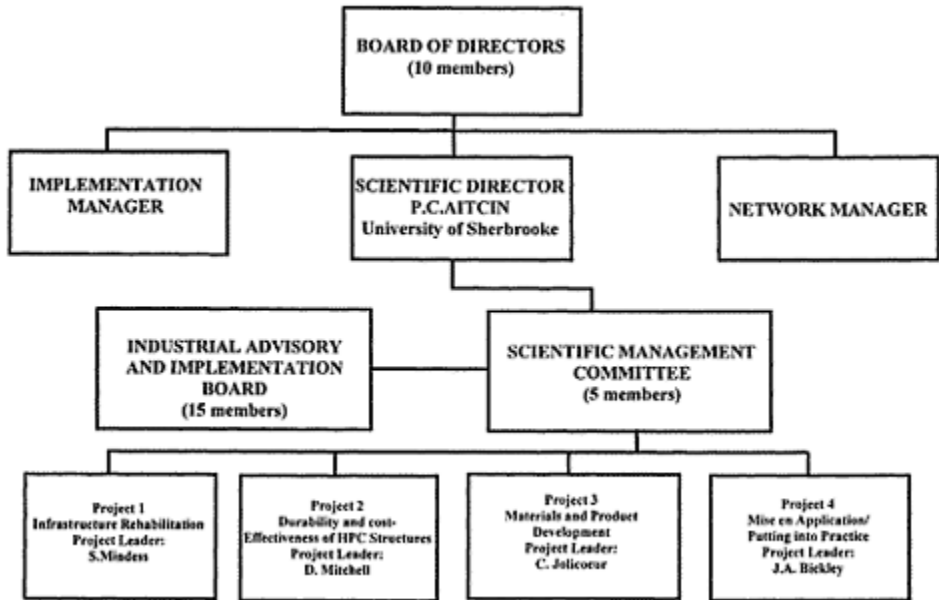 BOARD OF DIRECTORS
(10 members)
IMPLEMENTATION
MANAGER
SCIENTIFIC DIRECTOR
P.C.AITCIN
University of Sherbrooke
NETWORK MANAGER
INDUSTRIAL ADVISORY
AND IMPLEMENTATION
BOARD
(15 members)
SCIENTIFIC MANAGEMENT
COMMITTEE
(5 members)
Project 1
Infrastructure Rehabilitation
Project Leader:
S.Mindess
Project 2
Durability and cost-
Effectiveness of HPC Structures
Project Leader:
D. Mitchell
Project 3
Materials and Product
Development
Project Leader:
C. Jolicoeur
Project 4
Mise en Application/
Putting into Practice
Project Leader:
J.A. Bickley